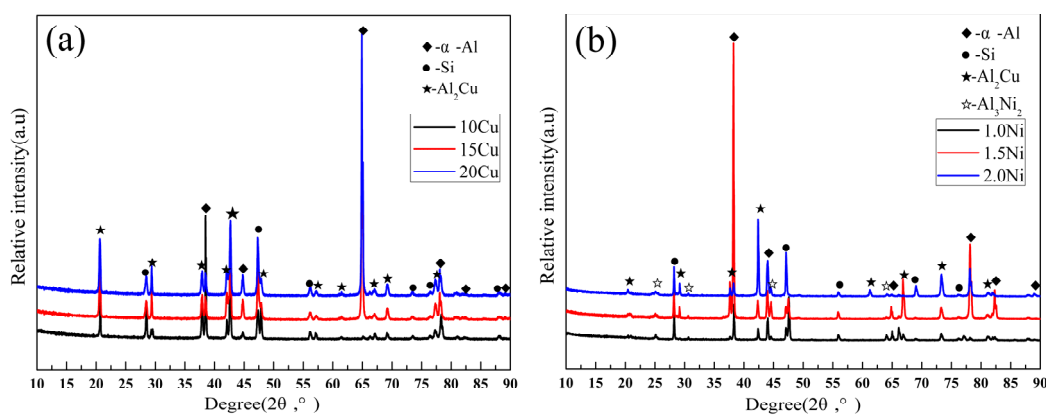 (a)
◆-α -Al
●-Si
★-Al₂Cu
10Cu
15Cu
20Cu
Relative intensity(a.u)
10 15 20 25 30 35 40 45 50 55 60 65 70 75 80 85 90
Degree(2θ ,°)
(b)
◆-α -Al
●-Si
★-Al₂Cu
☆-Al₃Ni₂
1.0Ni
1.5Ni
2.0Ni
Relative intensity(a.u)
10 15 20 25 30 35 40 45 50 55 60 65 70 75 80 85 90
Degree(2θ ,°)